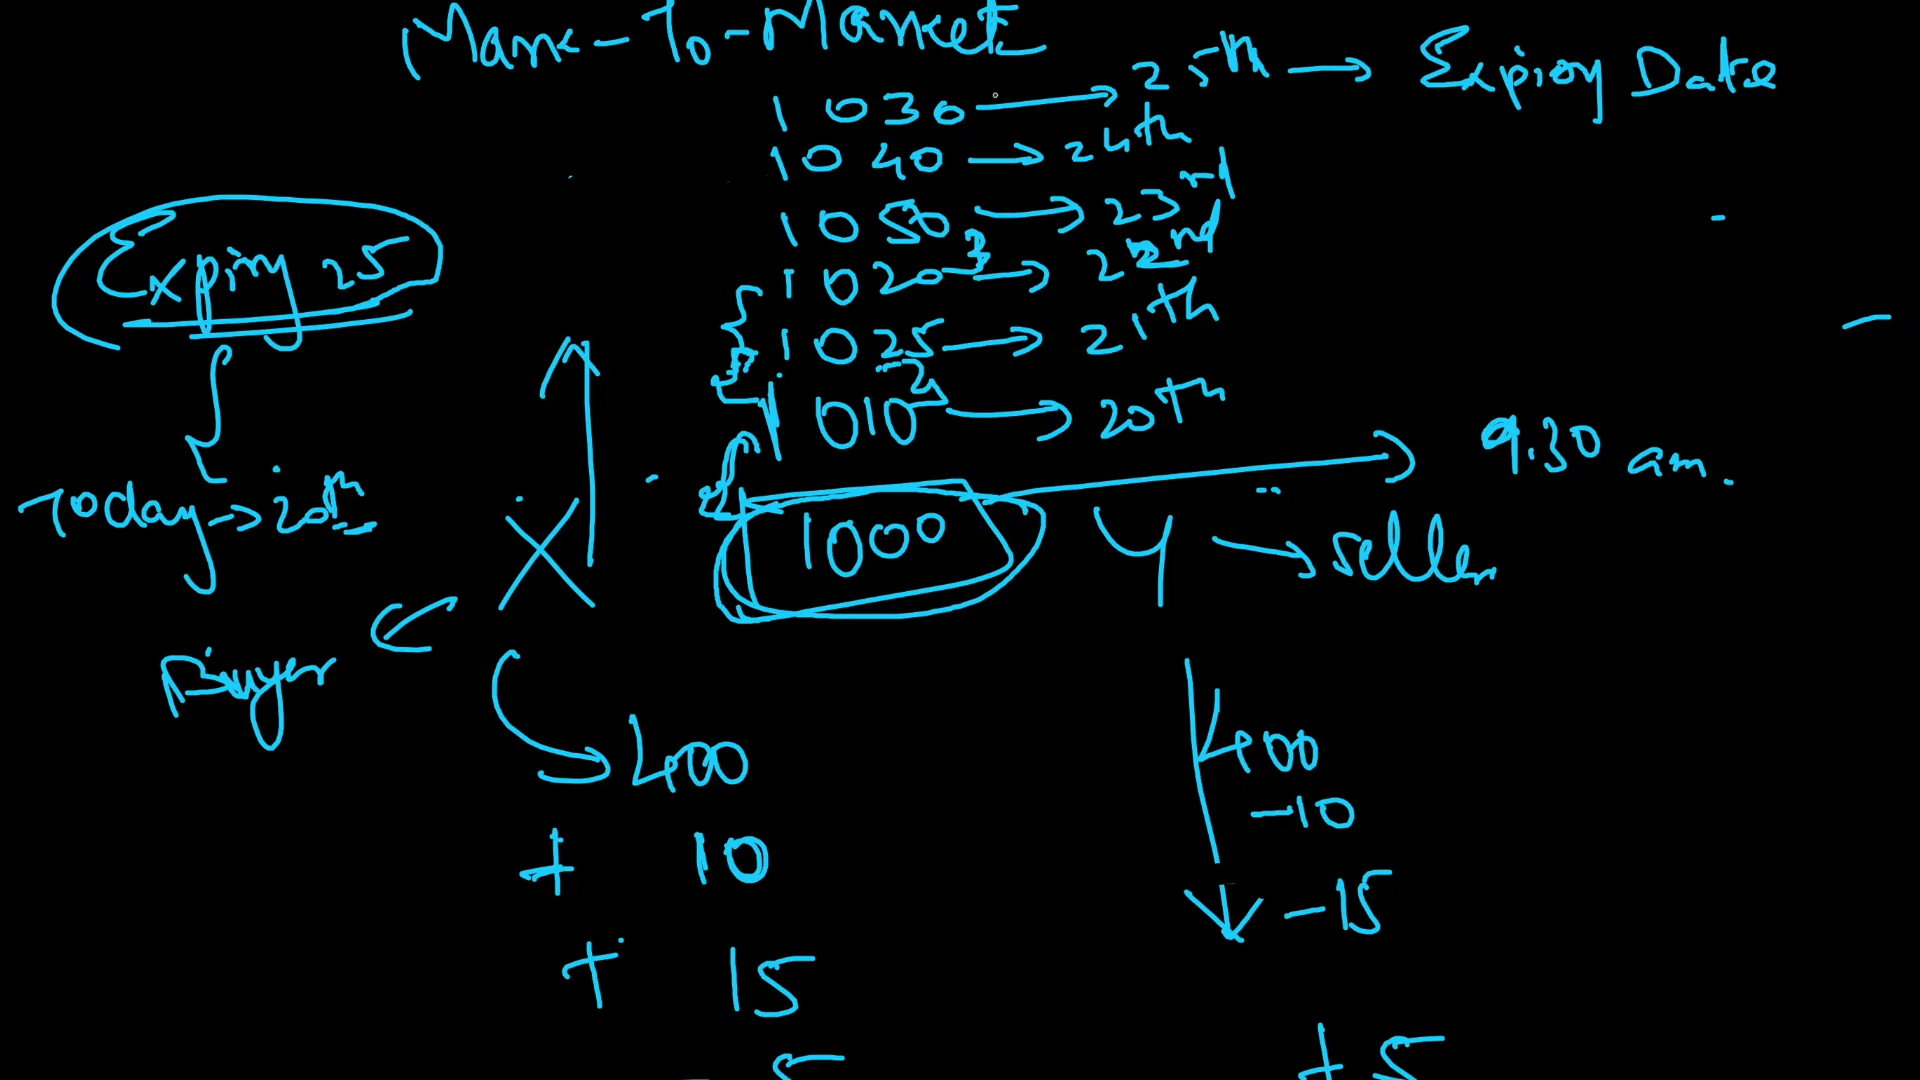 Mark-To-Market
1030 → 25th → Expiry Date
1040 → 24th
1050 → 23rd
1020 → 22nd
Expiry 25
1025 → 21th
1010 → 20th
9.30 am.
Today → 20th
X 1000 Y → seller
Buyer
400 400
-10
+ 10
-15
+ 15
5 +5